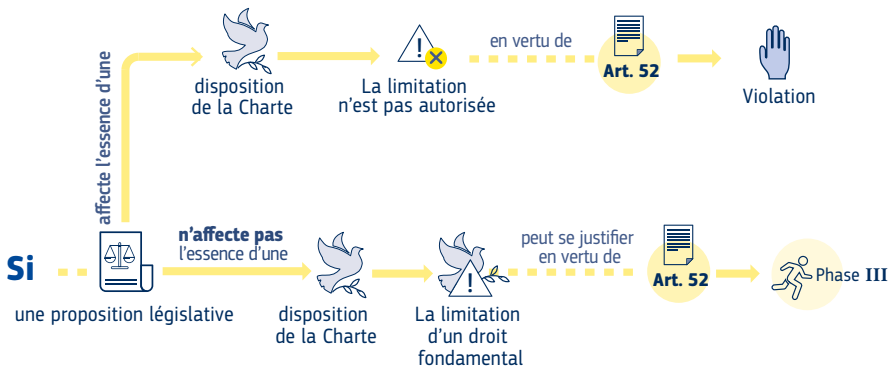 affecte l'essence d'une
disposition
de la Charte
La limitation
n'est pas autorisée
en vertu de
Art. 52
Violation
Si
une proposition législative
n'affecte pas
l'essence d'une
disposition
de la Charte
La limitation
d'un droit
fondamental
peut se justifier
en vertu de
Art. 52
Phase III